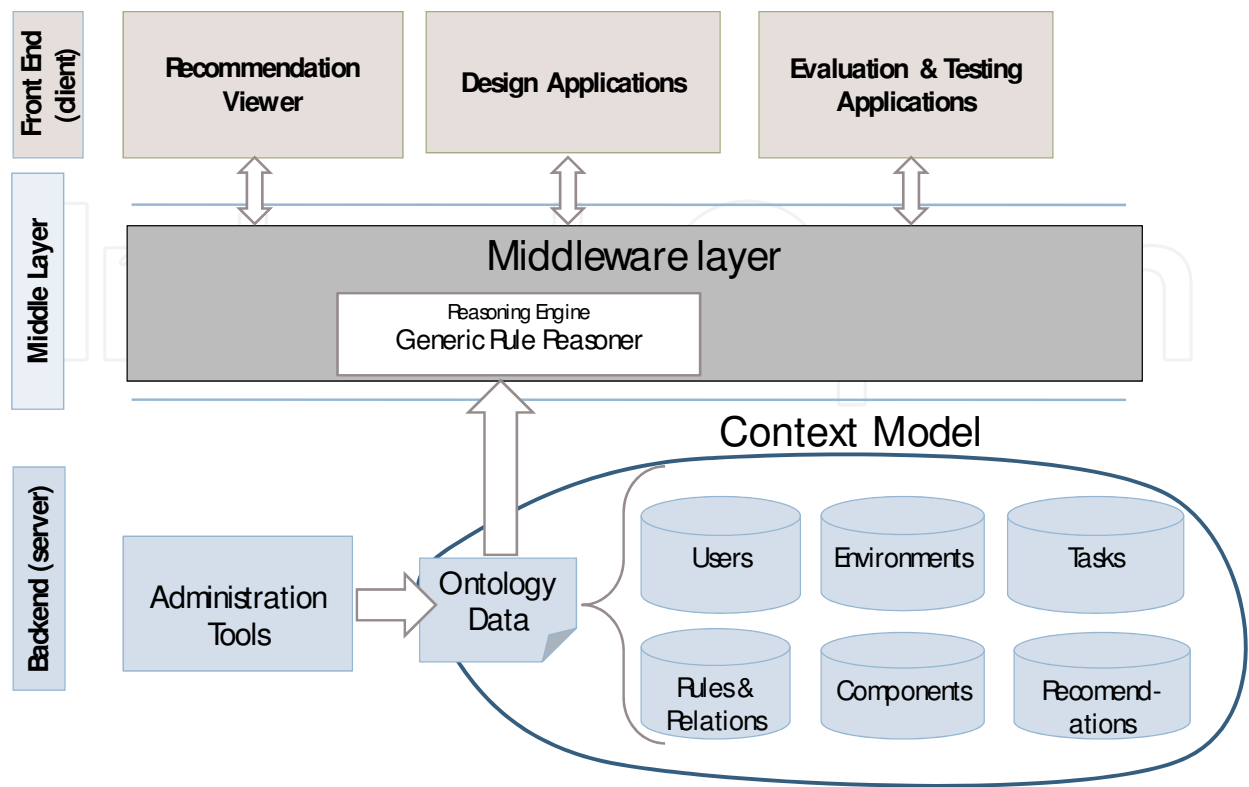 Front End
(client)
Recommendation
Viewer
Design Applications
Evaluation & Testing
Applications
Middle Layer
Middleware layer
Reasoning Engine
Generic Rule Reasoner
Context Model
Backend (server)
Administration
Tools
Ontology
Data
Users
Environments
Tasks
Rules &
Relations
Components
Recomend-
ations